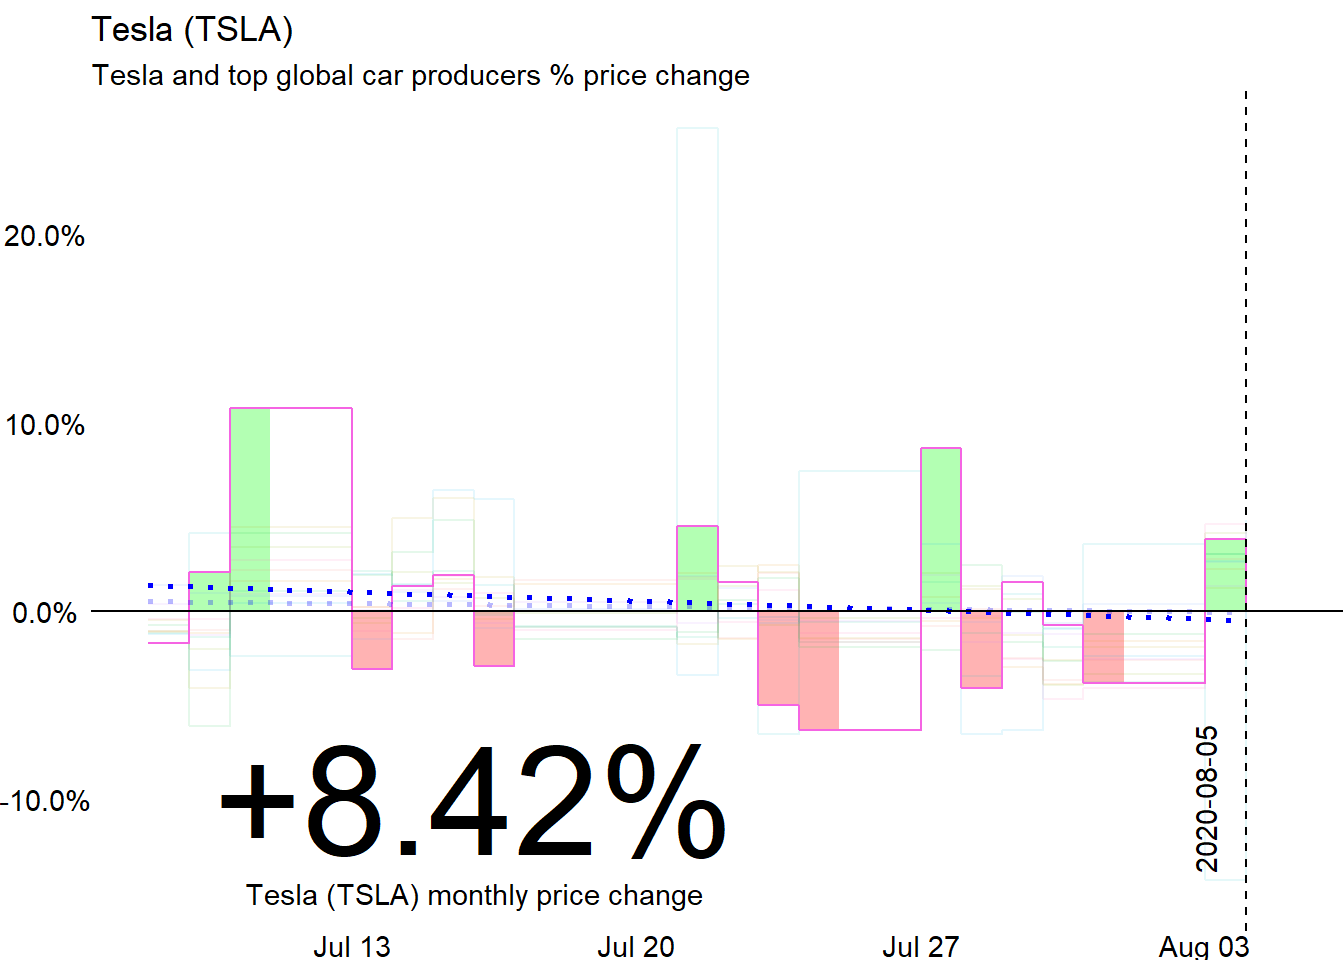 Tesla (TSLA)
Tesla and top global car producers % price change
20.0%
10.0%
0.0%
-10.0%
+8.42%
Tesla (TSLA) monthly price change
2020-08-05
Jul 13
Jul 20
Jul 27
Aug 03